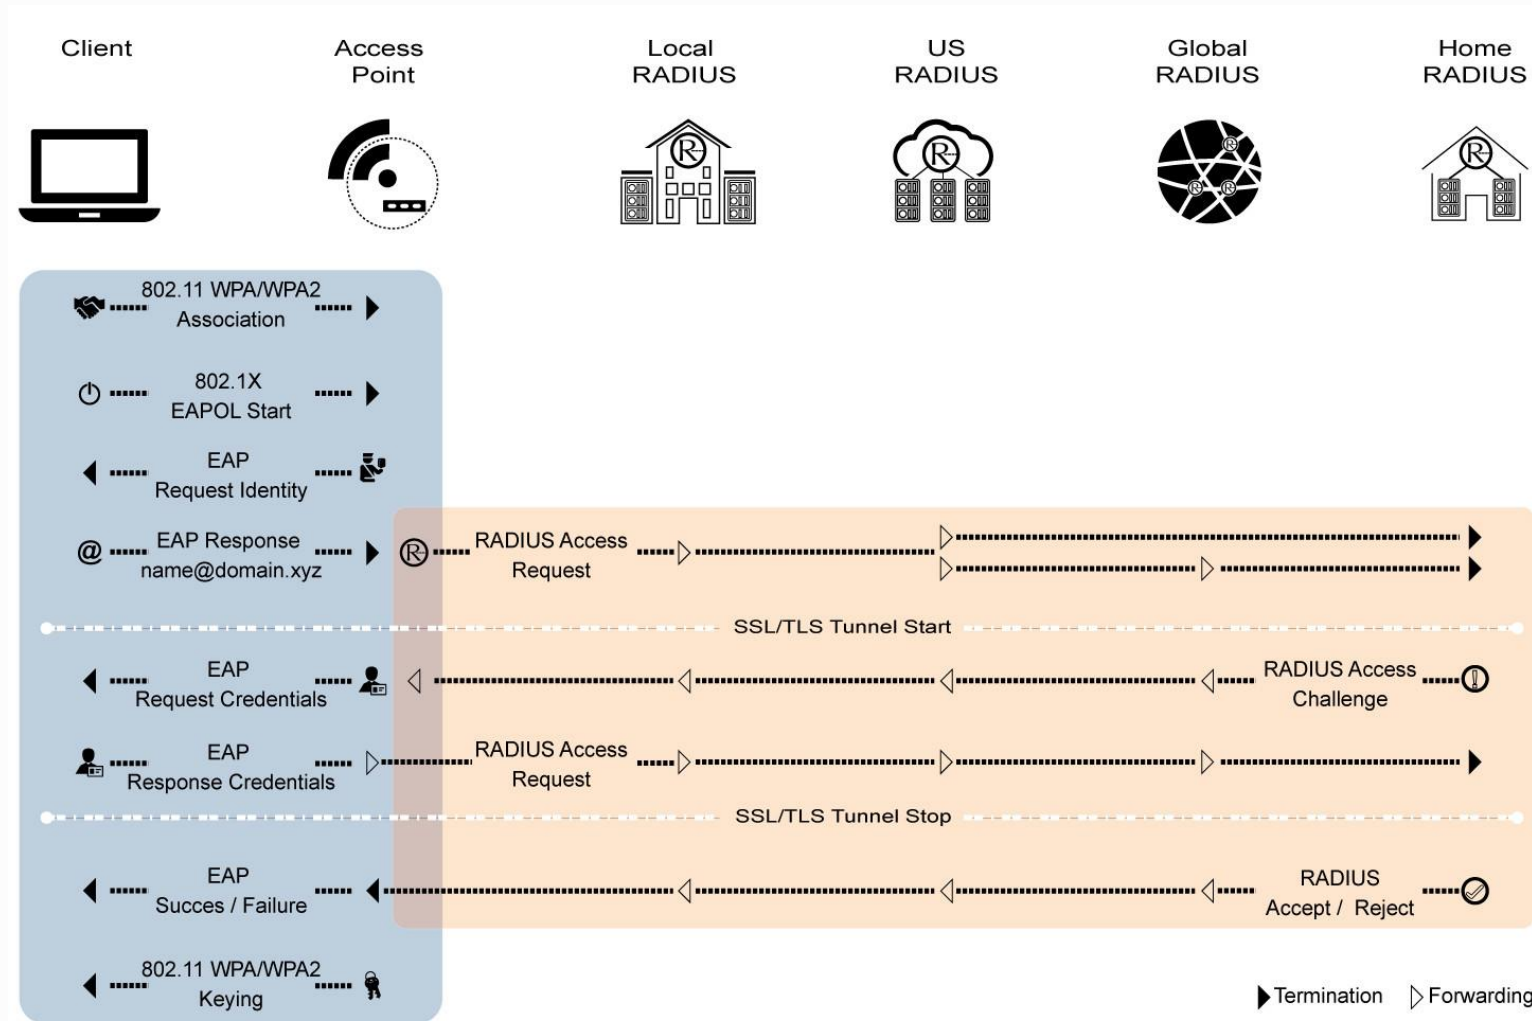 Client
Access
Point
Local
RADIUS
US
RADIUS
Global
RADIUS
Home
RADIUS
R
R
R
R
R
R
802.11 WPA/WPA2
Association
802.1X
EAPOL Start
EAP
Request Identity
@
EAP Response
name@domain.xyz
R
RADIUS Access
Request
SSL/TLS Tunnel Start
EAP
Request Credentials
RADIUS Access
Challenge
!
EAP
Response Credentials
RADIUS Access
Request
SSL/TLS Tunnel Stop
EAP
Succes / Failure
RADIUS
Accept / Reject
802.11 WPA/WPA2
Keying
Termination
Forwarding